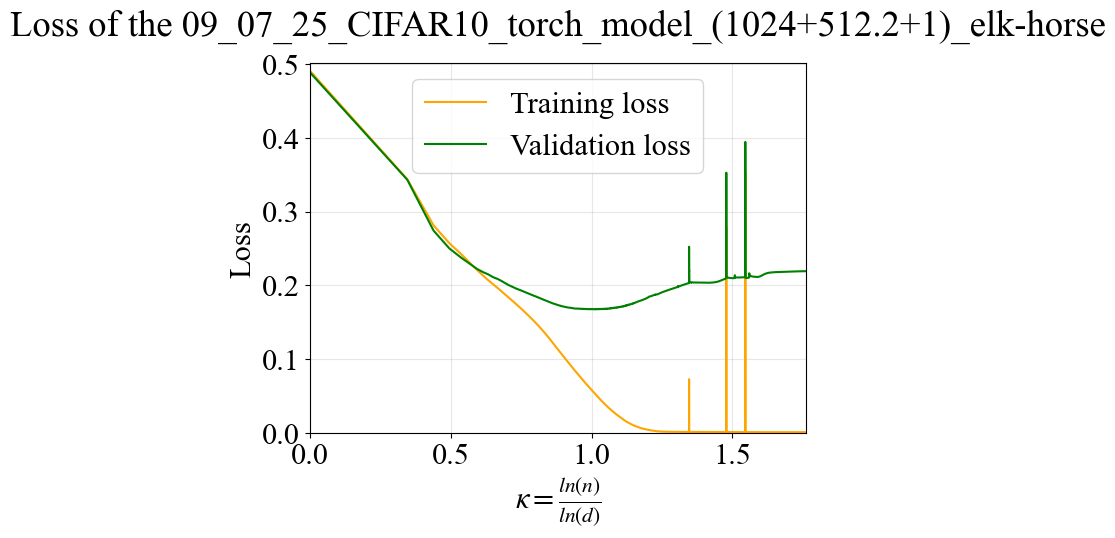 Loss of the 09_07_25_CIFAR10_torch_model_(1024+512.2+1)_elk-horse
0.5
Training loss
0.4
Validation loss
0.3
Loss
0.2
0.1
0.0
0.0 0.5 1.0 1.5
κ = ln(n)/ln(d)